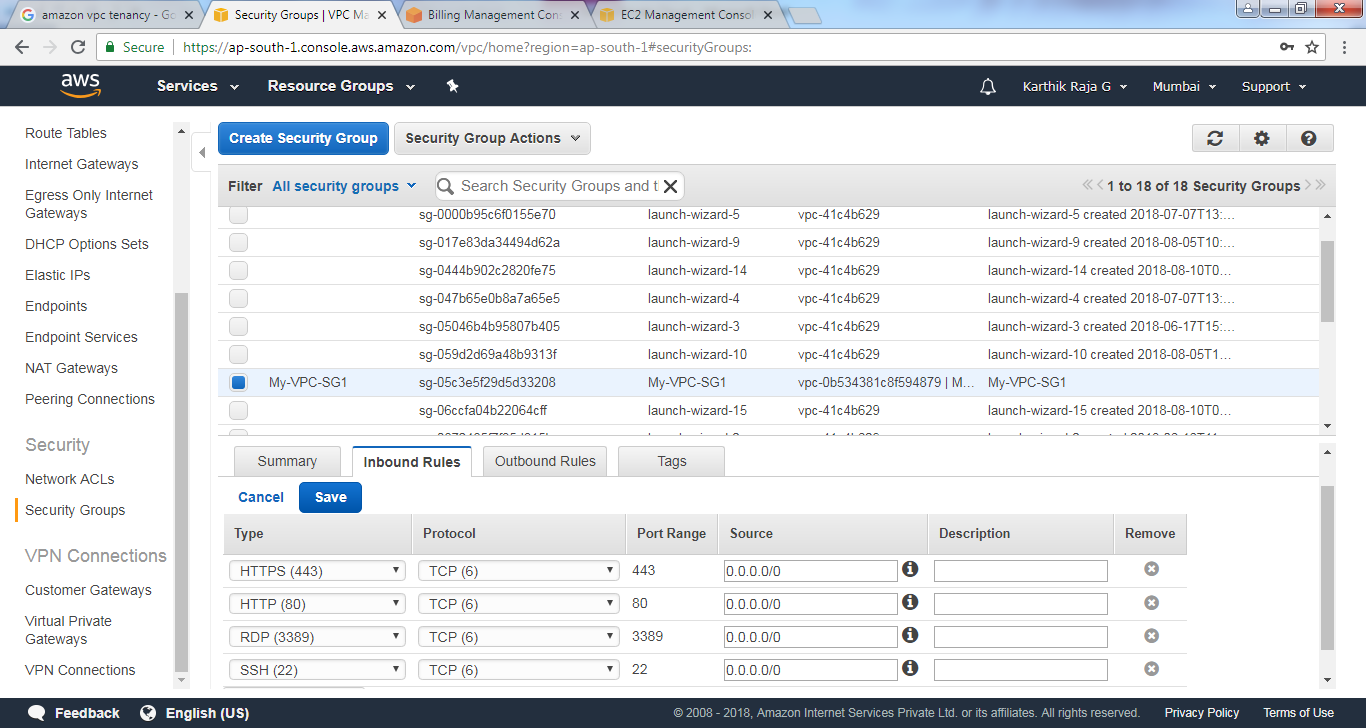 amazon vpc tenancy - Go
Security Groups | VPC Ma
Billing Management Cons
EC2 Management Consol
Secure
https://ap-south-1.console.aws.amazon.com/vpc/home?region=ap-south-1#securityGroups:
aws
Services
Resource Groups
Karthik Raja G
Mumbai
Support
Route Tables
Internet Gateways
Egress Only Internet
Gateways
DHCP Options Sets
Elastic IPs
Endpoints
Endpoint Services
NAT Gateways
Peering Connections
Security
Network ACLs
Security Groups
VPN Connections
Customer Gateways
Virtual Private
Gateways
VPN Connections
Create Security Group
Security Group Actions
Filter All security groups
Search Security Groups and t
1 to 18 of 18 Security Groups
sg-0000b95c6f0155e70 launch-wizard-5 vpc-41c4b629 launch-wizard-5 created 2018-07-07T13:...
sg-017e83da34494d62a launch-wizard-9 vpc-41c4b629 launch-wizard-9 created 2018-08-05T10:...
sg-0444b902c2820fe75 launch-wizard-14 vpc-41c4b629 launch-wizard-14 created 2018-08-10T0...
sg-047b65e0b8a7a65e5 launch-wizard-4 vpc-41c4b629 launch-wizard-4 created 2018-07-07T13:...
sg-05046b4b95807b405 launch-wizard-3 vpc-41c4b629 launch-wizard-3 created 2018-06-17T15:...
sg-059d2d69a48b9313f launch-wizard-10 vpc-41c4b629 launch-wizard-10 created 2018-08-05T1...
My-VPC-SG1 sg-05c3e5f29d5d33208 My-VPC-SG1 vpc-0b534381c8f594879 | M... My-VPC-SG1
sg-06ccfa04b22064cff launch-wizard-15 vpc-41c4b629 launch-wizard-15 created 2018-08-10T0...
Summary
Inbound Rules
Outbound Rules
Tags
Cancel
Save
Type Protocol Port Range Source Description Remove
HTTPS (443) TCP (6) 443 0.0.0.0/0
HTTP (80) TCP (6) 80 0.0.0.0/0
RDP (3389) TCP (6) 3389 0.0.0.0/0
SSH (22) TCP (6) 22 0.0.0.0/0
Feedback
English (US)
© 2008 - 2018, Amazon Internet Services Private Ltd. or its affiliates. All rights reserved.
Privacy Policy
Terms of Use